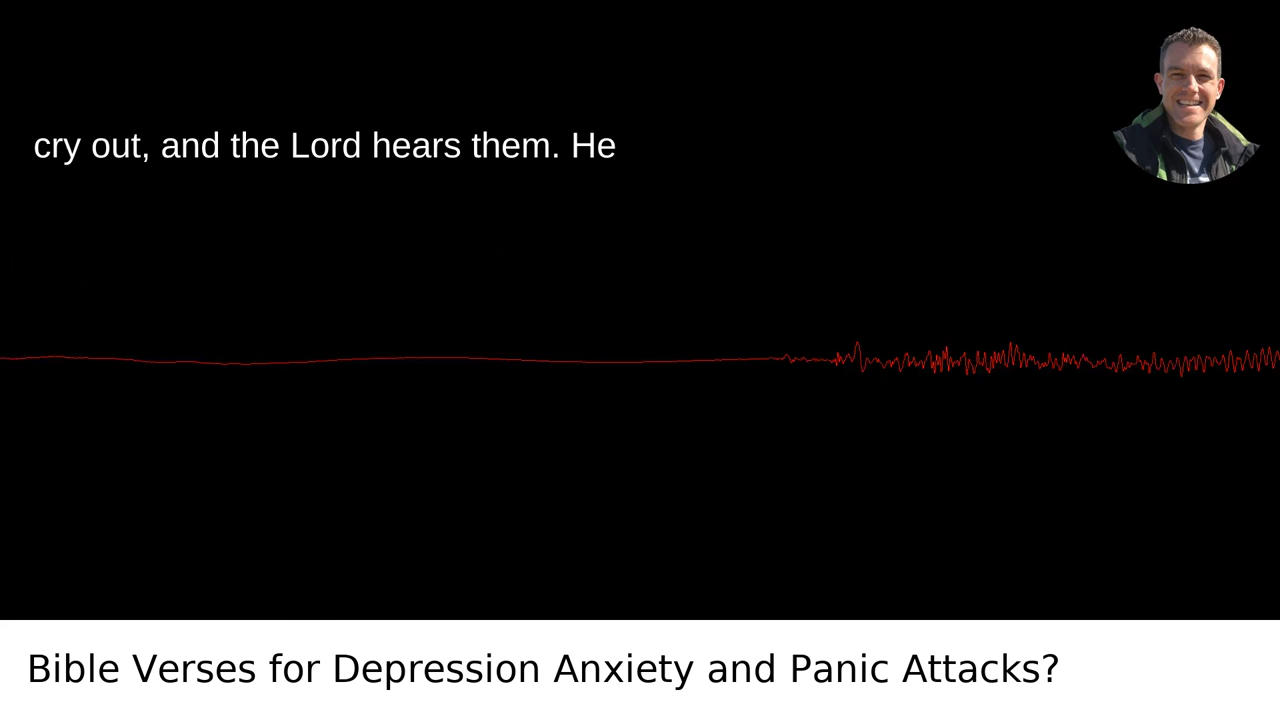 cry out, and the Lord hears them. He
Bible Verses for Depression Anxiety and Panic Attacks?